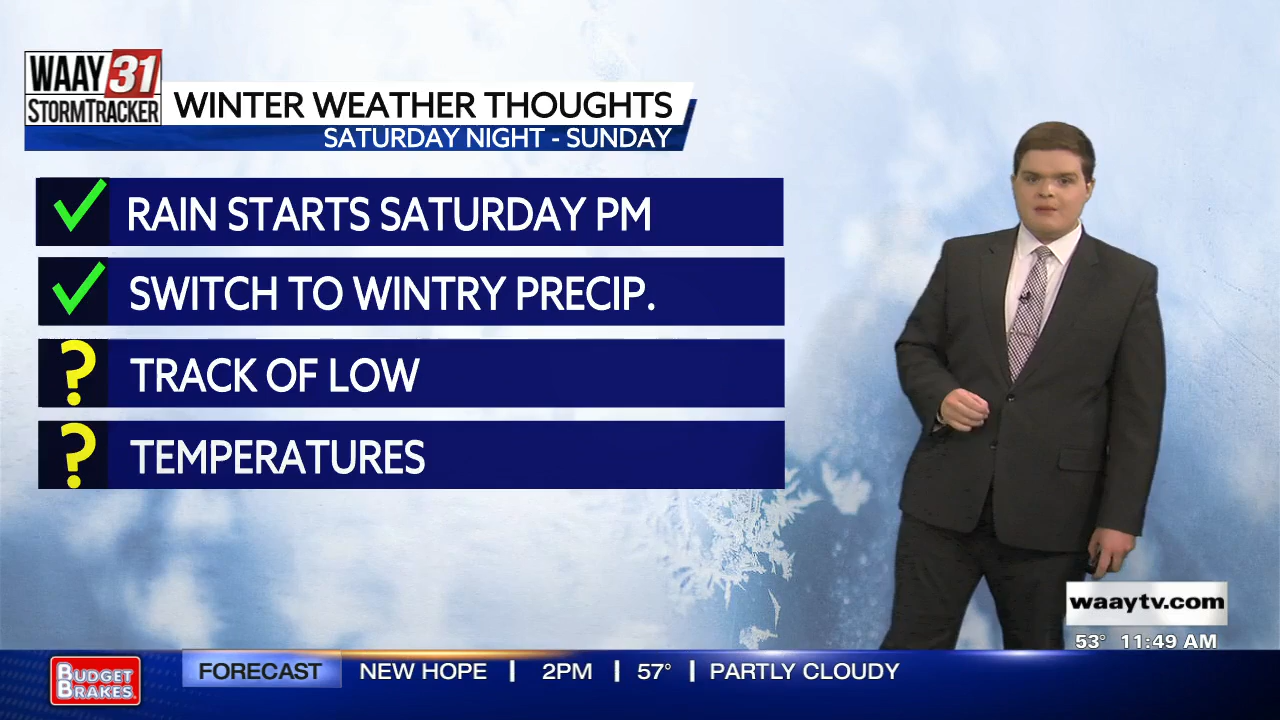 WAAY 31
STORMTRACKER
WINTER WEATHER THOUGHTS
SATURDAY NIGHT - SUNDAY
RAIN STARTS SATURDAY PM
SWITCH TO WINTRY PRECIP.
? TRACK OF LOW
? TEMPERATURES
waaytv.com
53° 11:49 AM
BUDGET
BRAKES
FORECAST NEW HOPE | 2PM | 57° | PARTLY CLOUDY